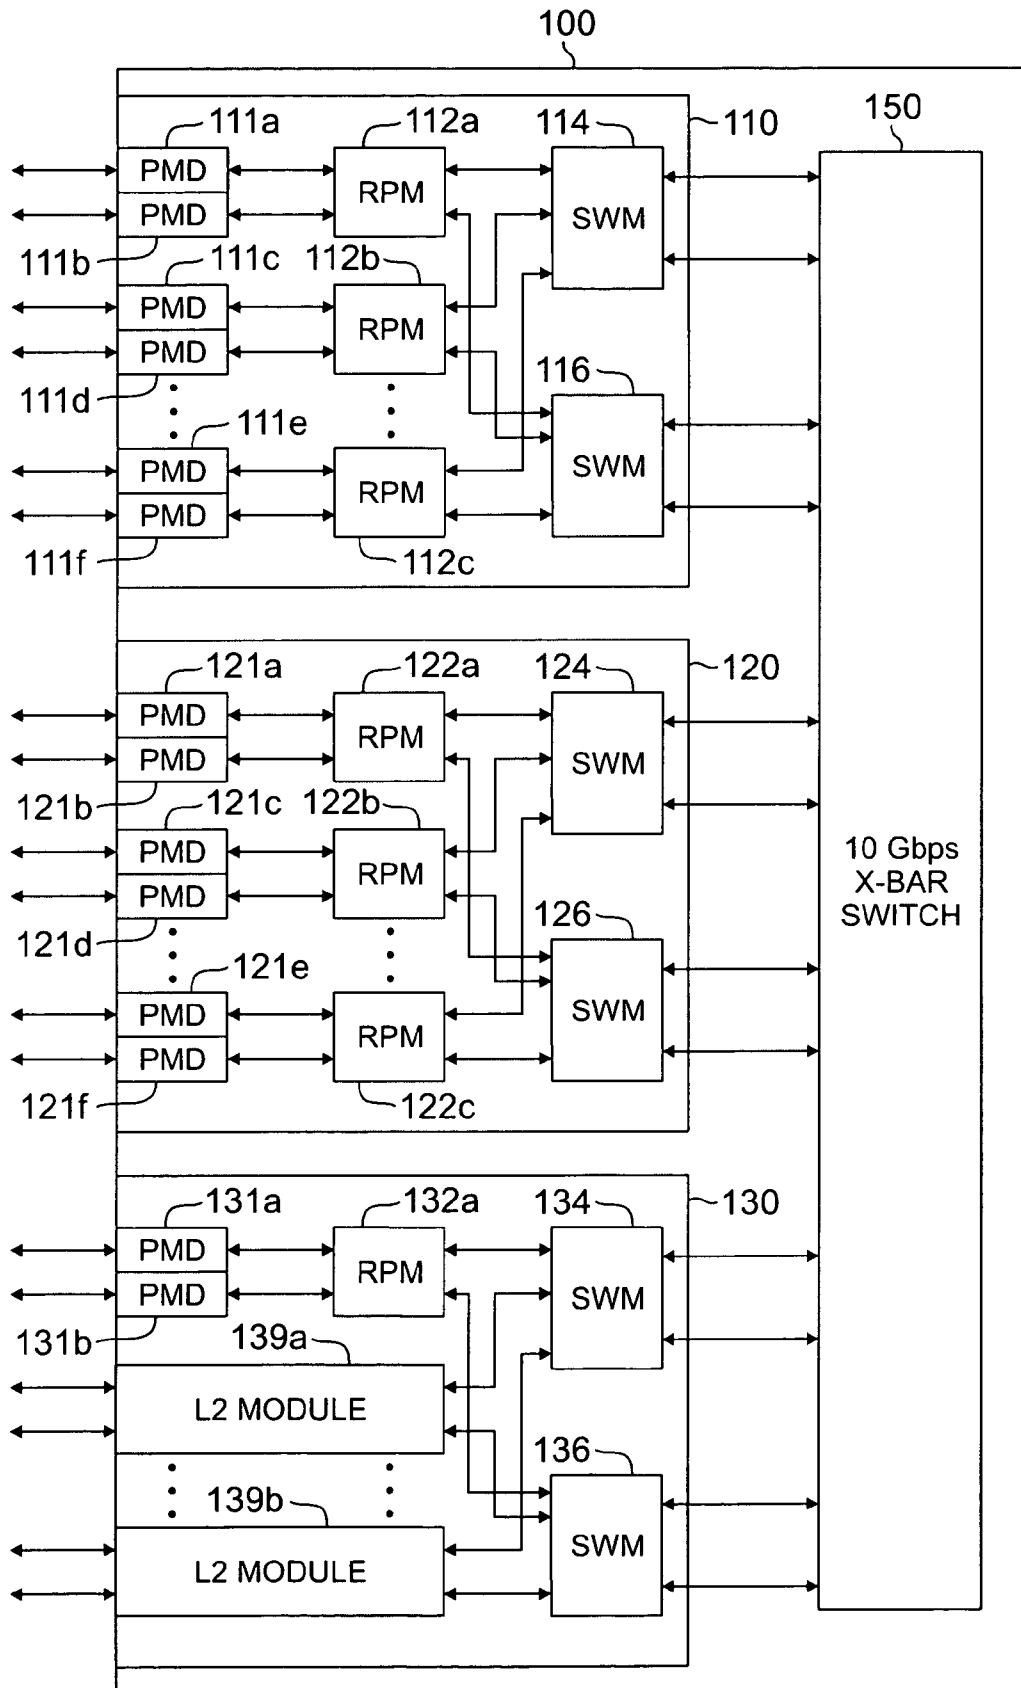 100
111a 112a 114 110 150
PMD
PMD
RPM
SWM
111b 111c 112b
PMD
PMD
RPM
111d
116
111e
PMD
PMD
RPM
SWM
111f 112c
121a 122a 124 120
PMD
PMD
RPM
SWM
121b 121c 122b
PMD
PMD
RPM
10 Gbps
X-BAR
SWITCH
121d
126
121e
PMD
PMD
RPM
SWM
121f 122c
131a 132a 134 130
PMD
PMD
RPM
SWM
131b
139a
L2 MODULE
136
139b
L2 MODULE
SWM